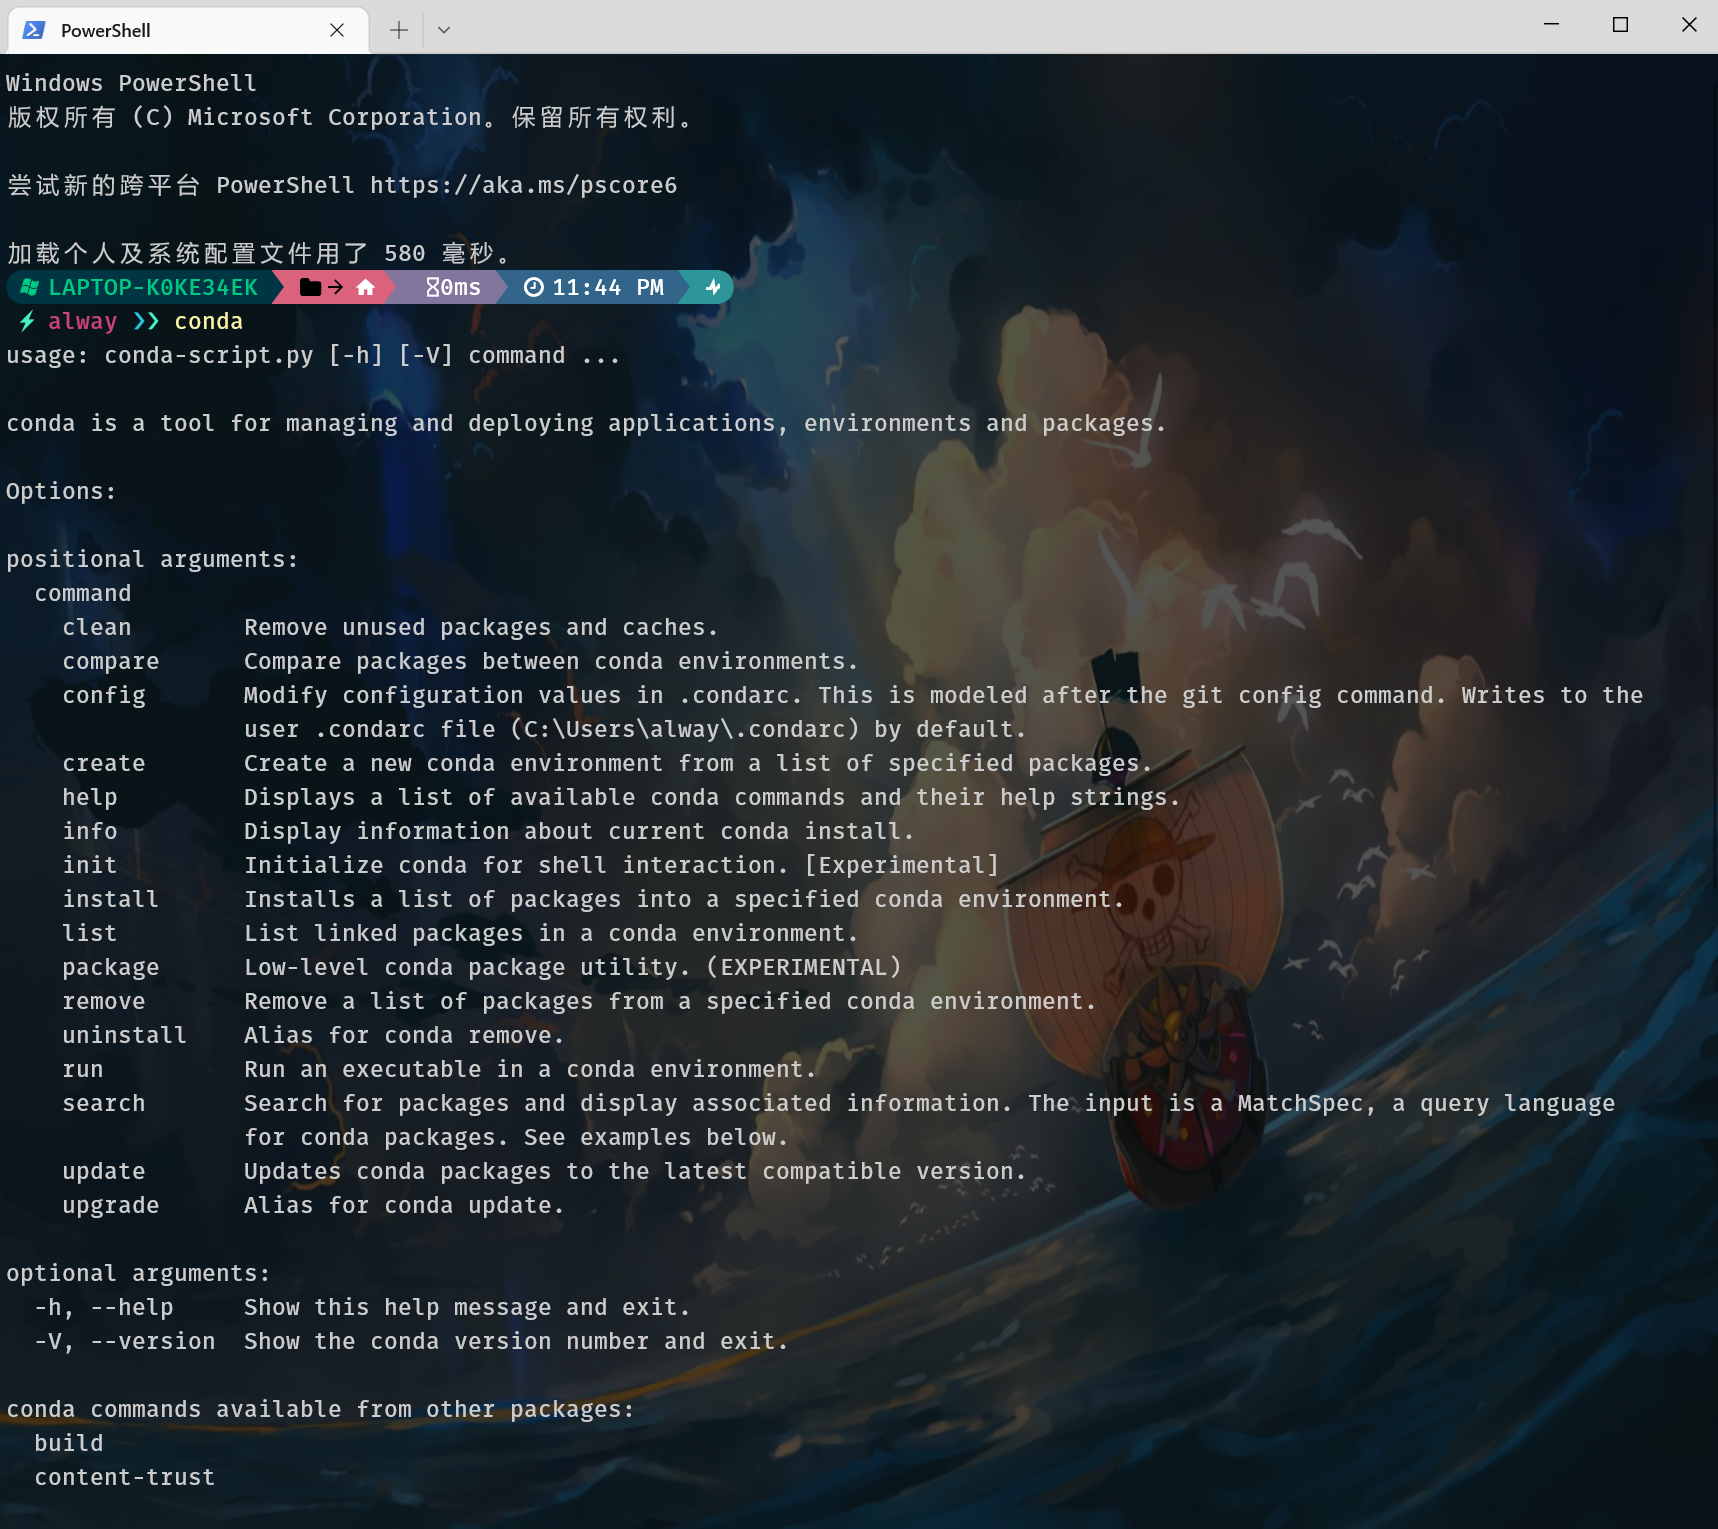 PowerShell
Windows PowerShell
版权所有 (C) Microsoft Corporation。保留所有权利。
尝试新的跨平台 PowerShell https://aka.ms/pscore6
加载个人及系统配置文件用了 580 毫秒。
LAPTOP-K0KE34EK 0ms 11:44 PM
alway ❯❯ conda
usage: conda-script.py [-h] [-V] command ...
conda is a tool for managing and deploying applications, environments and packages.
Options:
positional arguments:
command
clean Remove unused packages and caches.
compare Compare packages between conda environments.
config Modify configuration values in .condarc. This is modeled after the git config command. Writes to the
user .condarc file (C:\Users\alway\.condarc) by default.
create Create a new conda environment from a list of specified packages.
help Displays a list of available conda commands and their help strings.
info Display information about current conda install.
init Initialize conda for shell interaction. [Experimental]
install Installs a list of packages into a specified conda environment.
list List linked packages in a conda environment.
package Low-level conda package utility. (EXPERIMENTAL)
remove Remove a list of packages from a specified conda environment.
uninstall Alias for conda remove.
run Run an executable in a conda environment.
search Search for packages and display associated information. The input is a MatchSpec, a query language
for conda packages. See examples below.
update Updates conda packages to the latest compatible version.
upgrade Alias for conda update.
optional arguments:
-h, --help Show this help message and exit.
-V, --version Show the conda version number and exit.
conda commands available from other packages:
build
content-trust